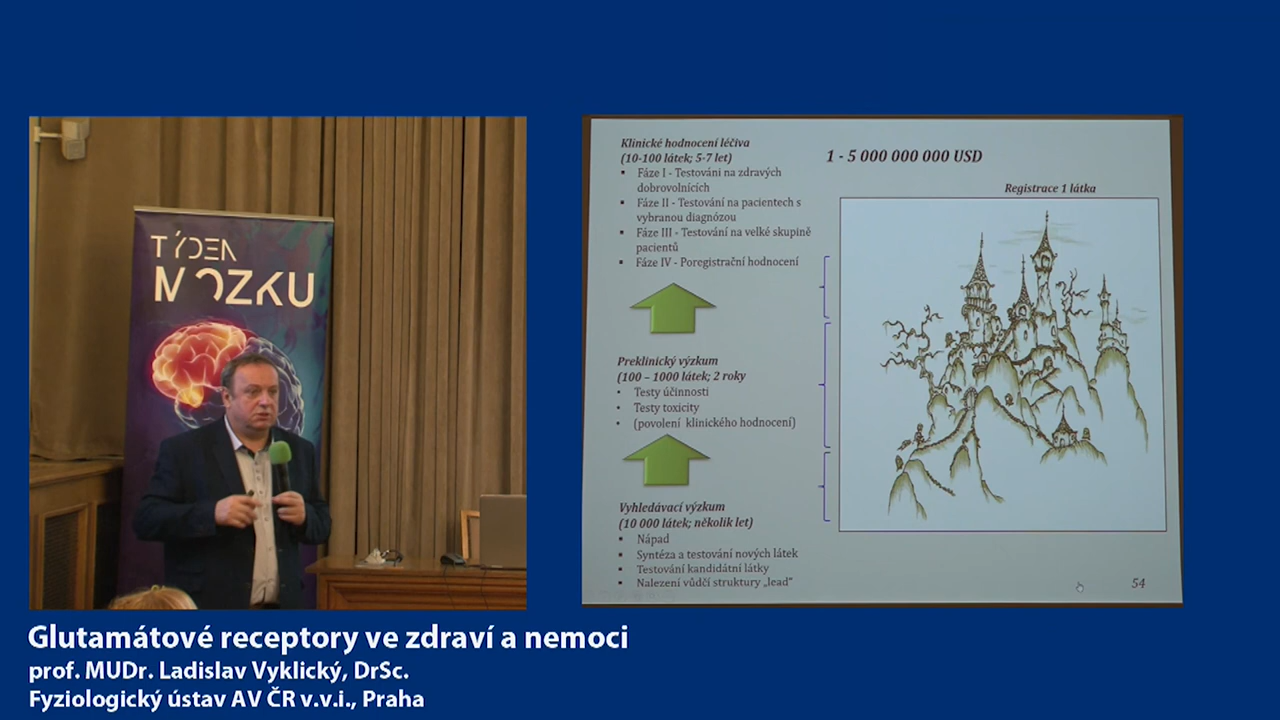 TÝDEN
MOZKU
Klinické hodnocení léčiva
(10-100 látek; 5-7 let)
▪ Fáze I - Testování na zdravých
dobrovolnících
▪ Fáze II - Testování na pacientech s
vybranou diagnózou
▪ Fáze III - Testování na velké skupině
pacientů
▪ Fáze IV - Poregistrační hodnocení
Preklinický výzkum
(100 – 1000 látek; 2 roky
• Testy účinnosti
• Testy toxicity
• (povolení klinického hodnocení)
Vyhledávací výzkum
(10 000 látek; několik let)
▪ Nápad
▪ Syntéza a testování nových látek
▪ Testování kandidátní látky
▪ Nalezení vůdčí struktury „lead"
1 - 5 000 000 000 USD
Registrace 1 látka
54
Glutamátové receptory ve zdraví a nemoci
prof. MUDr. Ladislav Vyklický, DrSc.
Fyziologický ústav AV ČR v.v.i., Praha